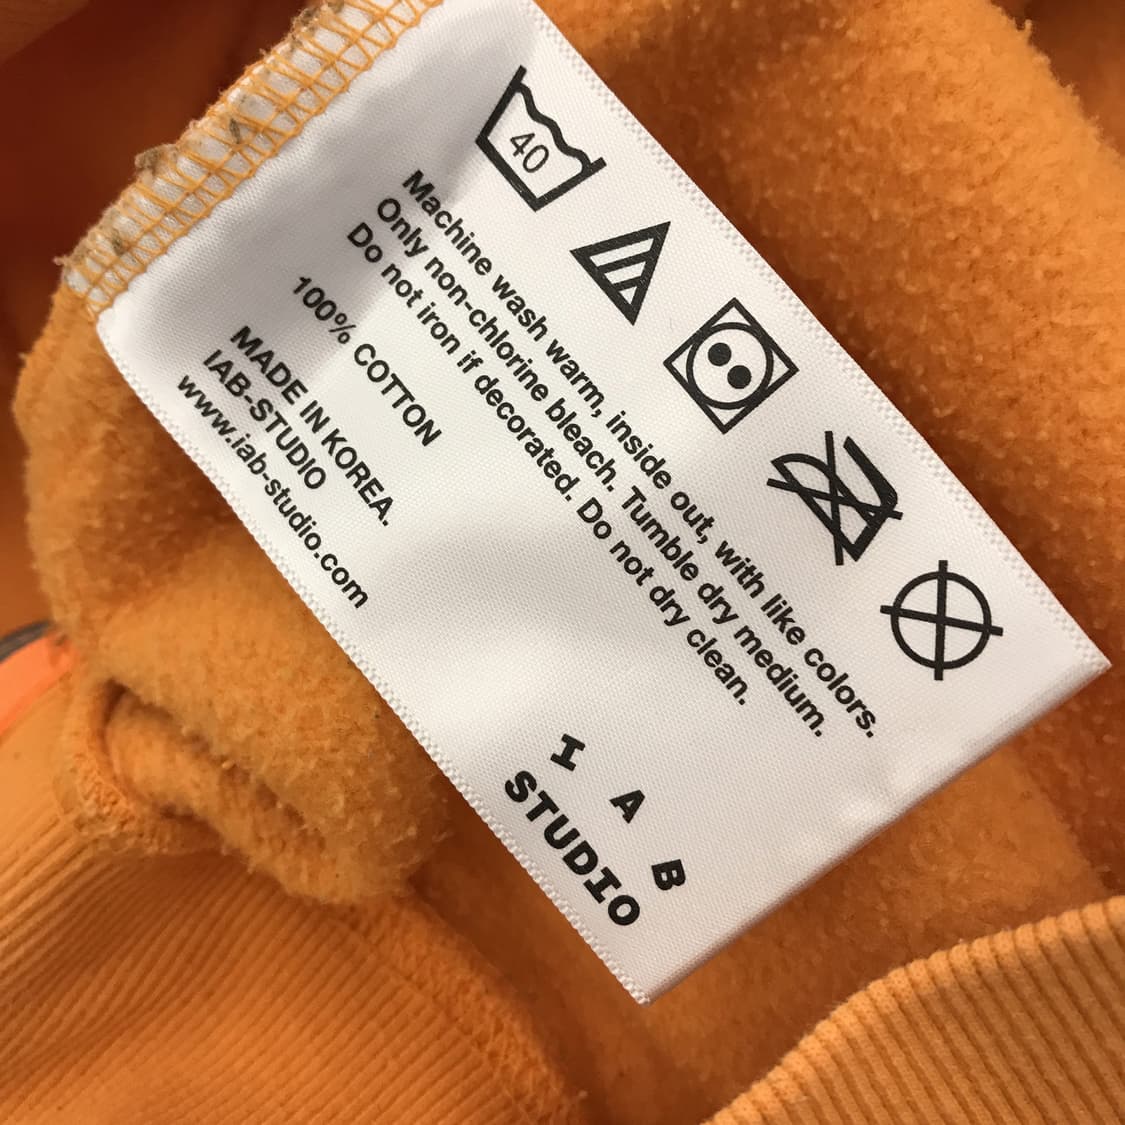 40
Machine wash warm, inside out, with like colors.
Only non-chlorine bleach. Tumble dry medium.
Do not iron if decorated. Do not dry clean.
100% COTTON
MADE IN KOREA.
IAB-STUDIO
www.iab-studio.com
I A B
STUDIO